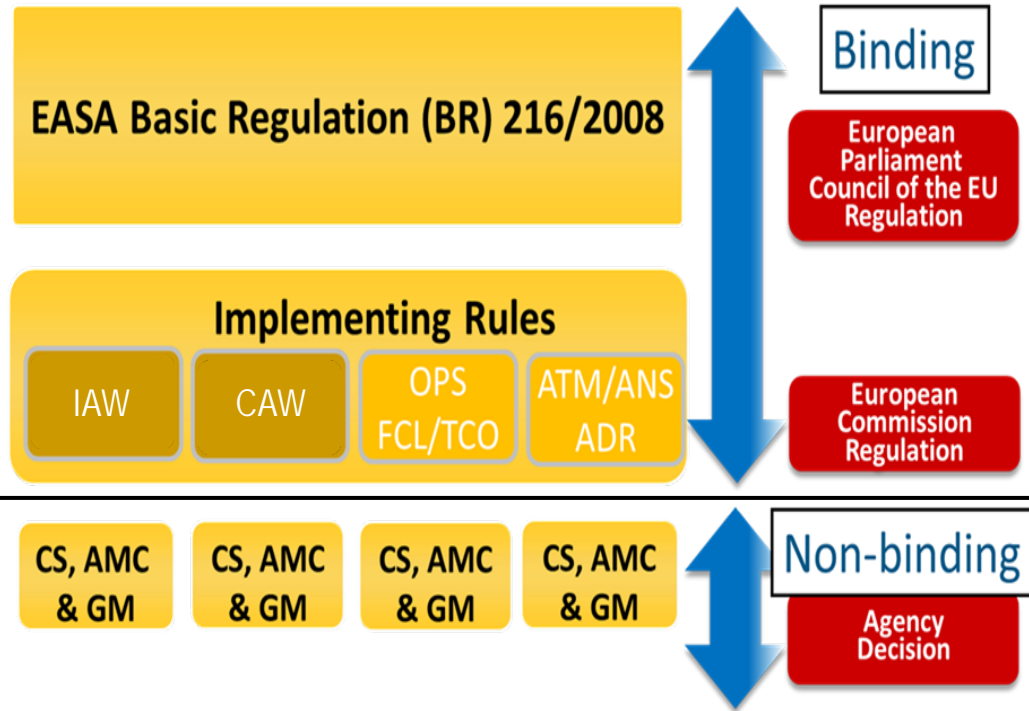 EASA Basic Regulation (BR) 216/2008
Binding
European
Parliament
Council of the EU
Regulation
Implementing Rules
IAW
CAW
OPS
FCL/TCO
ATM/ANS
ADR
European
Commission
Regulation
CS, AMC
& GM
CS, AMC
& GM
CS, AMC
& GM
CS, AMC
& GM
Non-binding
Agency
Decision